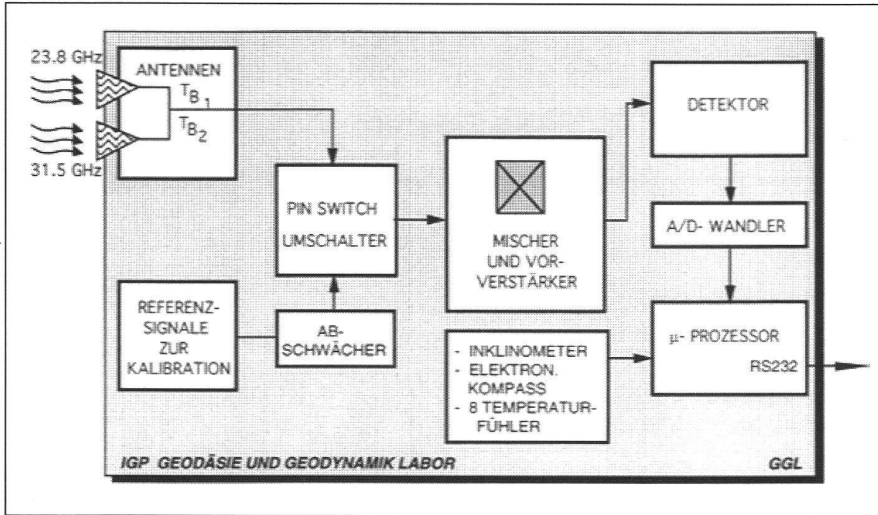 23.8 GHz
31.5 GHz
ANTENNEN
TB1
TB2
PIN SWITCH
UMSCHALTER
REFERENZ-
SIGNALE
ZUR
KALIBRATION
AB-
SCHWÄCHER
MISCHER
UND VOR-
VERSTÄRKER
DETEKTOR
A/D- WANDLER
µ- PROZESSOR
RS232
- INKLINOMETER
- ELEKTRON.
KOMPASS
- 8 TEMPERATUR-
FÜHLER
IGP GEODÄSIE UND GEODYNAMIK LABOR
GGL